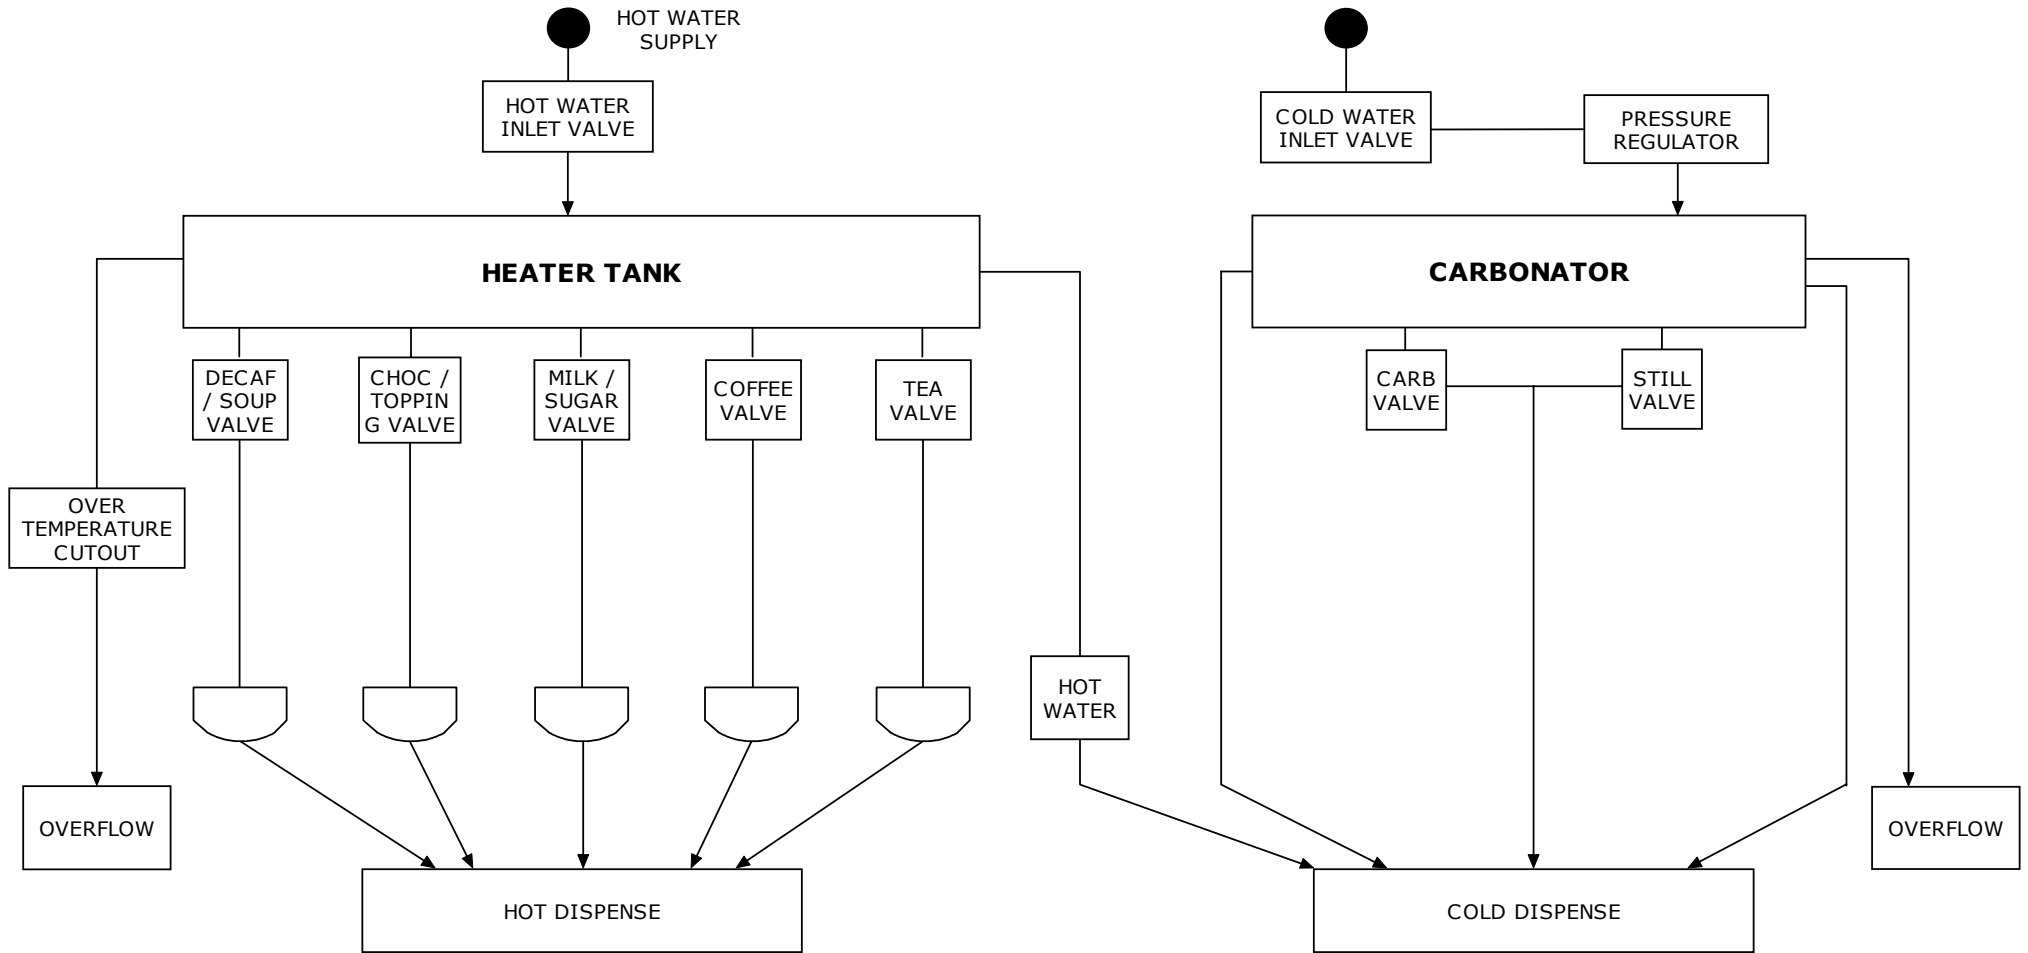 HOT WATER
SUPPLY
HOT WATER
INLET VALVE
COLD WATER
INLET VALVE
PRESSURE
REGULATOR
HEATER TANK
CARBONATOR
DECAF
/ SOUP
VALVE
CHOC /
TOPPIN
G VALVE
MILK /
SUGAR
VALVE
COFFEE
VALVE
TEA
VALVE
CARB
VALVE
STILL
VALVE
OVER
TEMPERATURE
CUTOUT
HOT
WATER
OVERFLOW
OVERFLOW
HOT DISPENSE
COLD DISPENSE